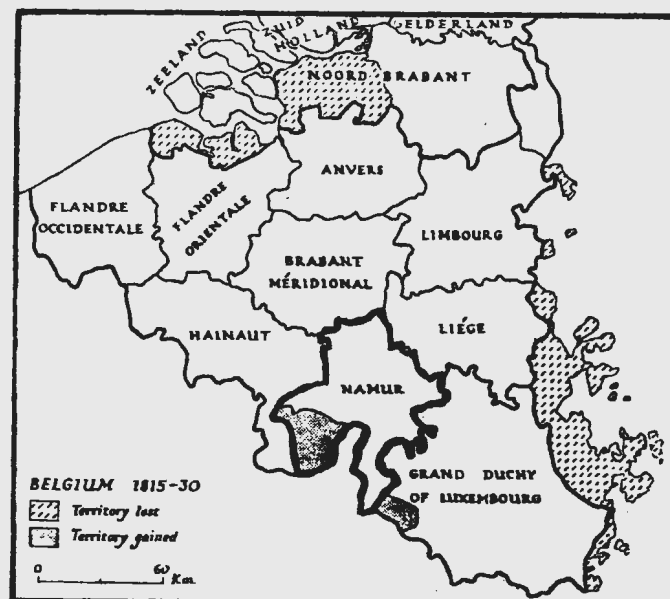 ZEELAND
ZUID
HOLLAND
GELDERLAND
NOORD BRABANT
ANVERS
FLANDRE
OCCIDENTALE
FLANDRE
ORIENTALE
LIMBOURG
BRABANT
MÉRIDIONAL
HAINAUT
LIÉGE
NAMUR
GRAND DUCHY
OF LUXEMBOURG
BELGIUM 1815-30
Territory lost
Territory gained
0 60
Km.